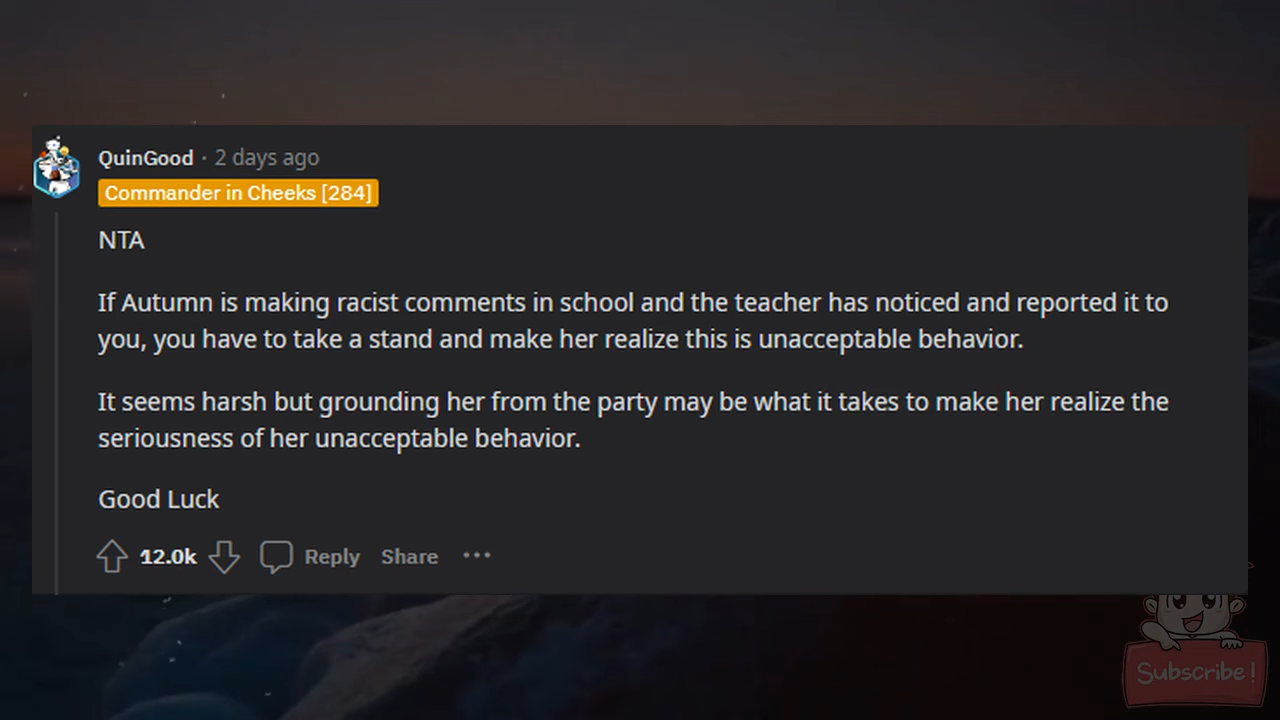 QuinGood · 2 days ago
Commander in Cheeks [284]
NTA
If Autumn is making racist comments in school and the teacher has noticed and reported it to
you, you have to take a stand and make her realize this is unacceptable behavior.
It seems harsh but grounding her from the party may be what it takes to make her realize the
seriousness of her unacceptable behavior.
Good Luck
12.0k Reply Share ···
Subscribe!